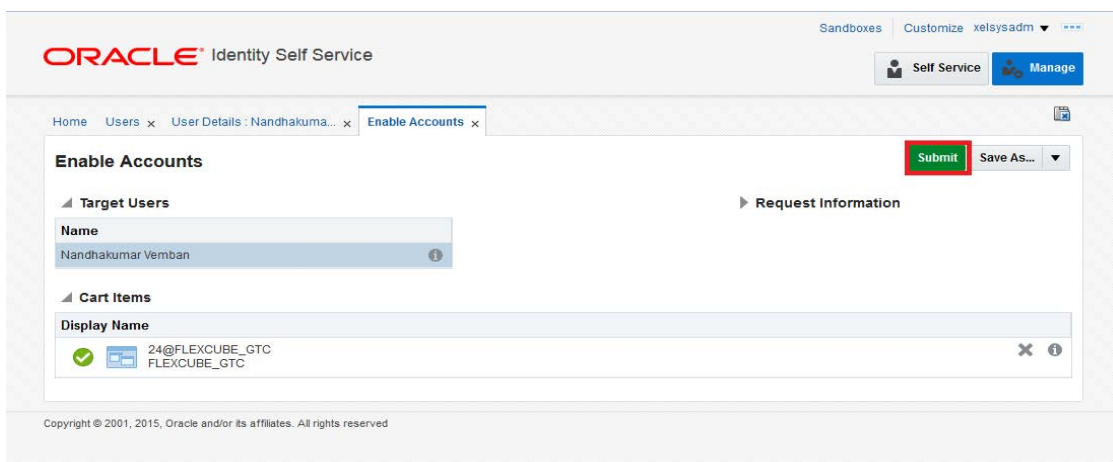 Sandboxes Customize xelsysadm
ORACLE Identity Self Service
Self Service Manage
Home Users x User Details : Nandhakuma... x Enable Accounts x
Enable Accounts Submit Save As...
Target Users Request Information
Name
Nandhakumar Vemban
Cart Items
Display Name
24@FLEXCUBE_GTC
FLEXCUBE_GTC
Copyright © 2001, 2015, Oracle and/or its affiliates. All rights reserved